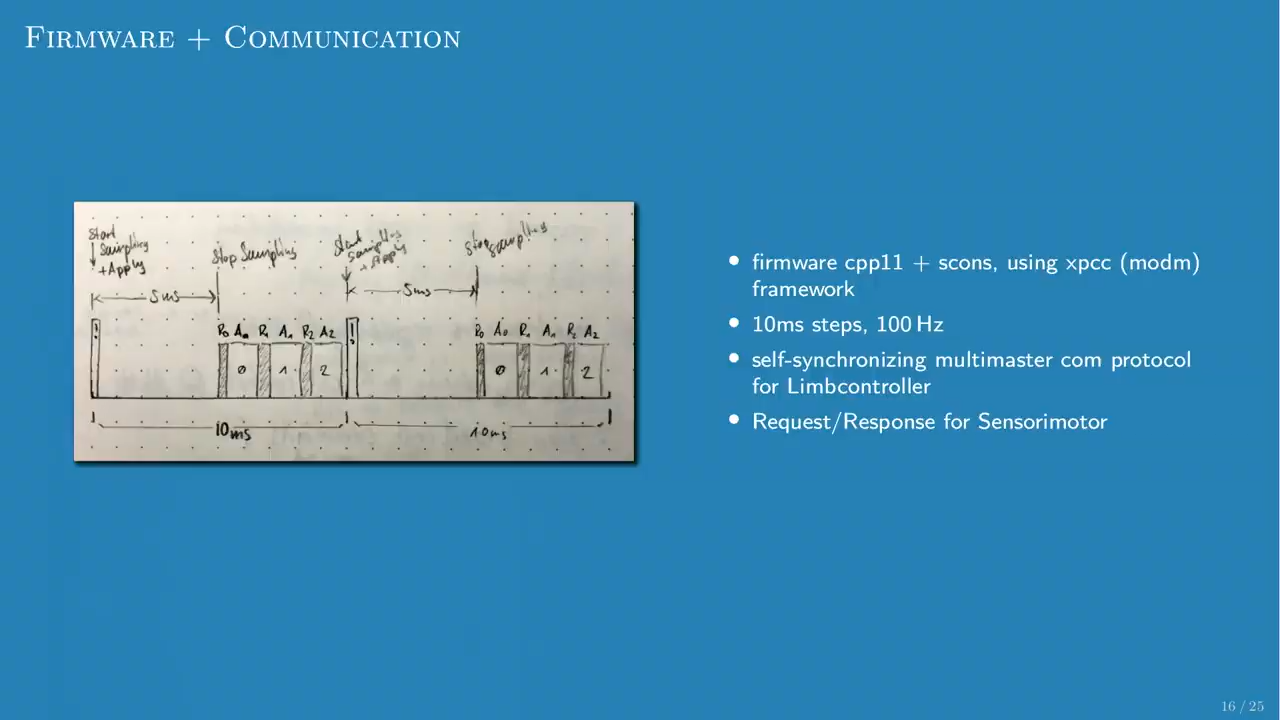 Firmware + Communication
Start
Sampling
+ Apply
Stop Sampling
Start
Sampling
+ Apply
Stop Sampling
5ms
5ms
! R₀ A₀ R₁ A₁ R₂ A₂ ! R₀ A₀ R₁ A₁ R₂ A₂
0 1 2 0 1 2
10ms
10ms
• firmware cpp11 + scons, using xpcc (modm)
framework
• 10ms steps, 100 Hz
• self-synchronizing multimaster com protocol
for Limbcontroller
• Request/Response for Sensorimotor
16 / 25